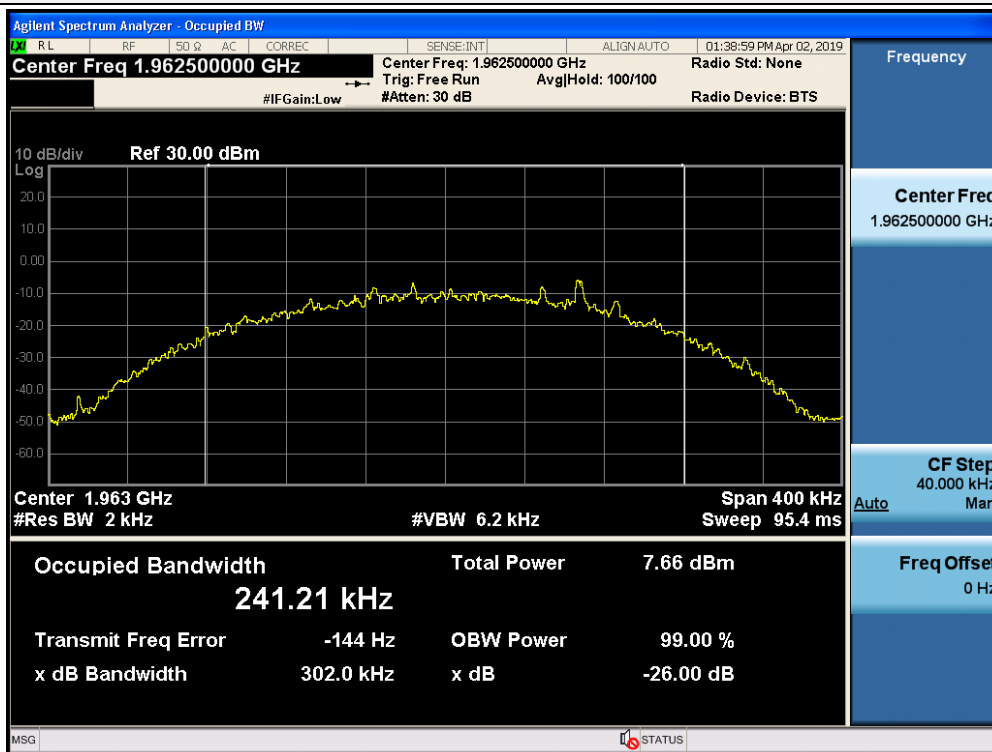 Agilent Spectrum Analyzer - Occupied BW
LXI RL RF 50 Ω AC CORREC SENSE:INT ALIGN AUTO 01:38:59 PM Apr 02, 2019
Center Freq 1.962500000 GHz
Center Freq: 1.962500000 GHz
Radio Std: None
Trig: Free Run Avg|Hold: 100/100
#IFGain:Low
#Atten: 30 dB
Radio Device: BTS
Frequency
10 dB/div Ref 30.00 dBm
Log
20.0
10.0
0.00
-10.0
-20.0
-30.0
-40.0
-50.0
-60.0
Center 1.963 GHz Span 400 kHz
#Res BW 2 kHz #VBW 6.2 kHz Sweep 95.4 ms
Center Freq
1.962500000 GHz
CF Step
40.000 kHz
Auto Man
Freq Offset
0 Hz
Occupied Bandwidth Total Power 7.66 dBm
241.21 kHz
Transmit Freq Error -144 Hz OBW Power 99.00 %
x dB Bandwidth 302.0 kHz x dB -26.00 dB
MSG STATUS